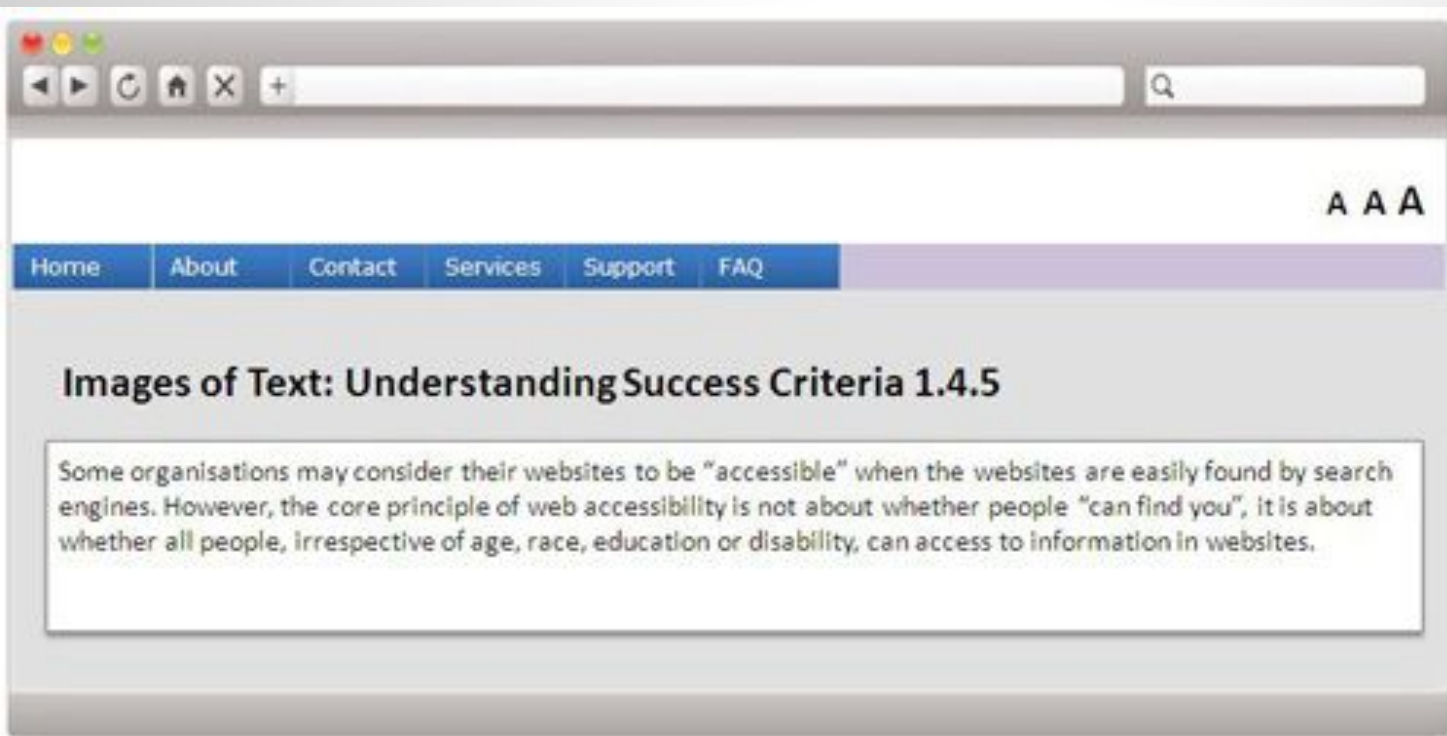 A A A
Home About Contact Services Support FAQ
Images of Text: Understanding Success Criteria 1.4.5
Some organisations may consider their websites to be “accessible” when the websites are easily found by search
engines. However, the core principle of web accessibility is not about whether people “can find you”, it is about
whether all people, irrespective of age, race, education or disability, can access to information in websites.